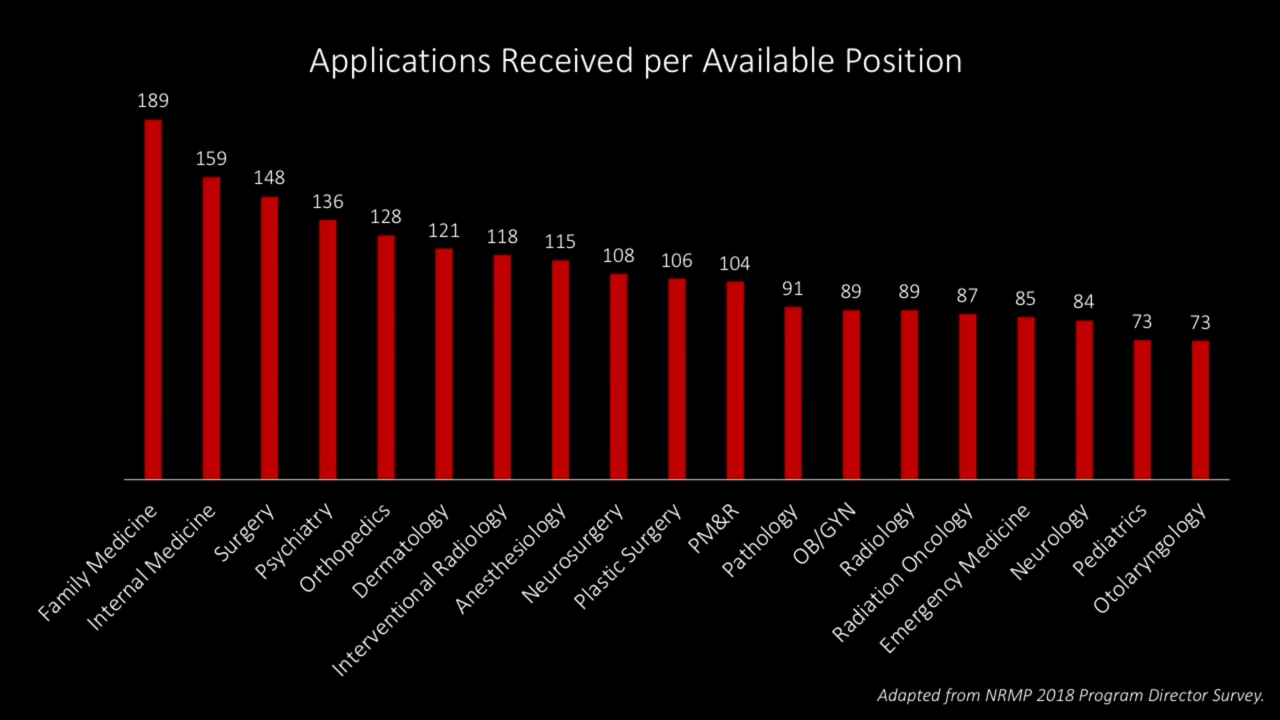 Applications Received per Available Position
189
159
148
136
128
121
118
115
108
106
104
91
89
89
87
85
84
73
73
Family Medicine
Internal Medicine
Surgery
Psychiatry
Orthopedics
Dermatology
Interventional Radiology
Anesthesiology
Neurosurgery
Plastic Surgery
PM&R
Pathology
OB/GYN
Radiology
Radiation Oncology
Emergency Medicine
Neurology
Pediatrics
Otolaryngology
Adapted from NRMP 2018 Program Director Survey.